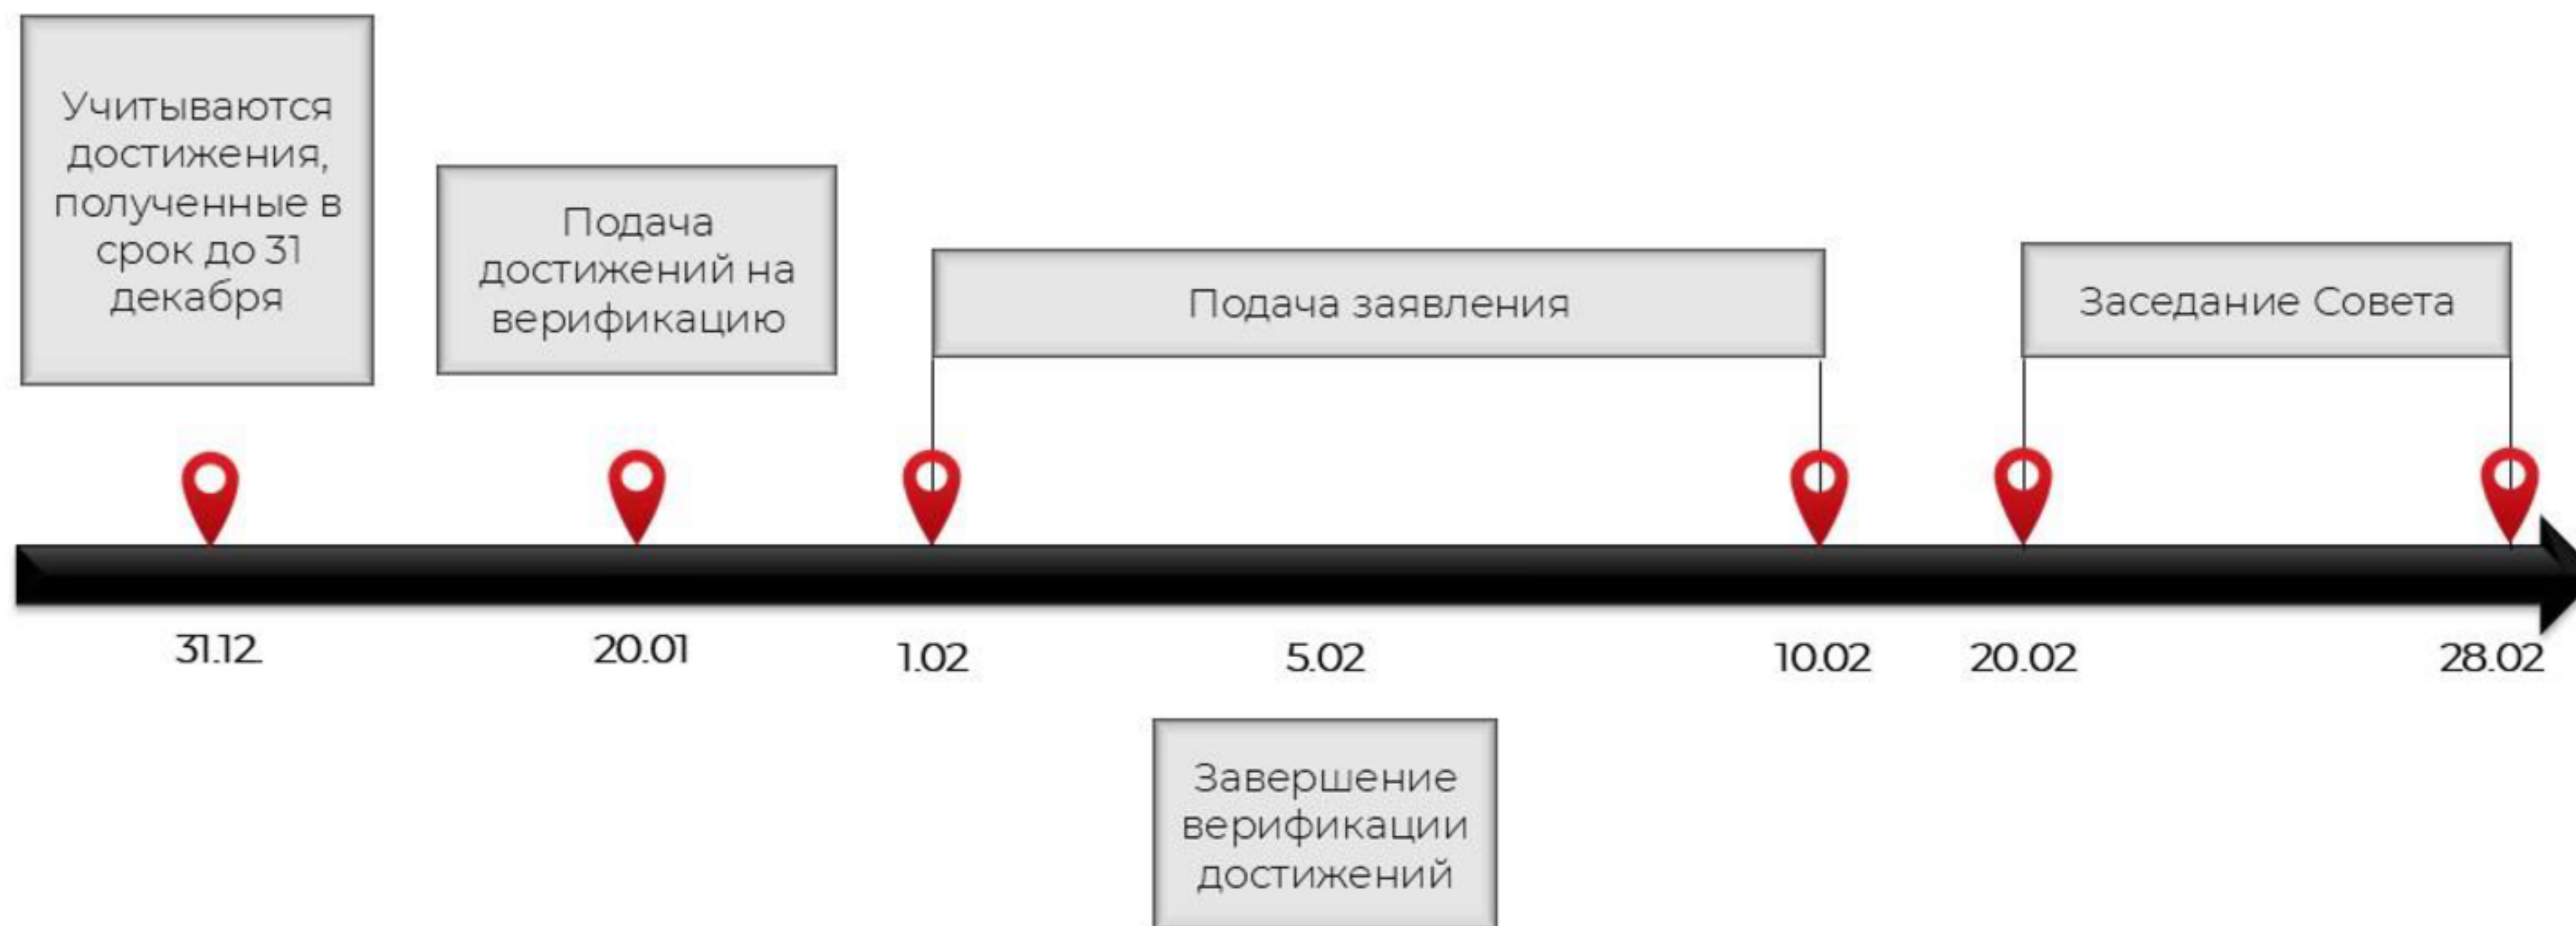 Учитываются
достижения,
полученные в
срок до 31
декабря
Подача
достижений на
верификацию
Подача заявления
Заседание Совета
31.12
20.01
1.02
5.02
10.02
20.02
28.02
Завершение
верификации
достижений